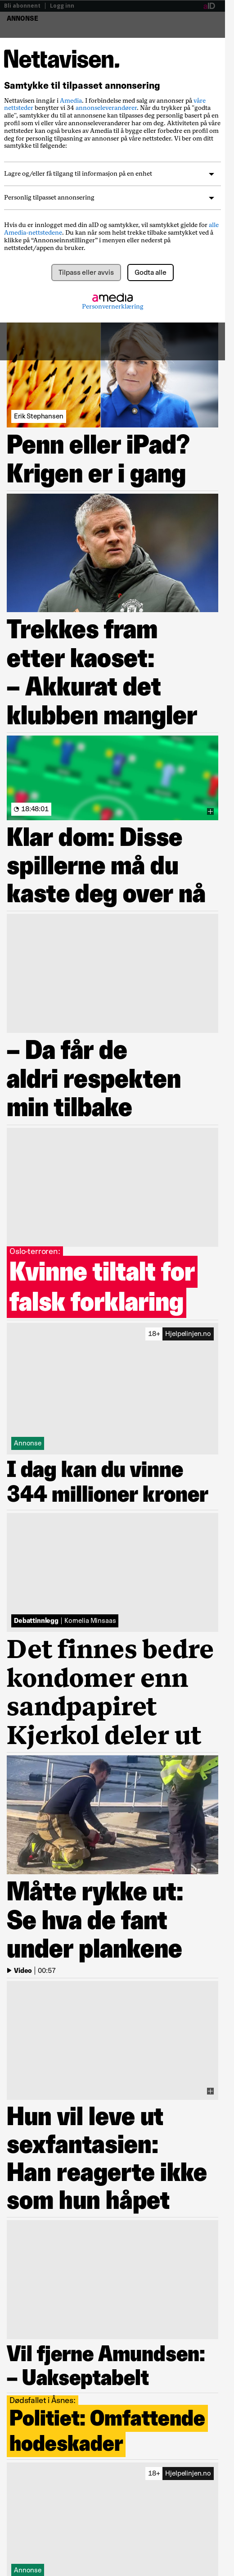 Bli abonnent | Logg inn
aID
ANNONSE
Nettavisen.
Samtykke til tilpasset annonsering
Nettavisen inngår i Amedia. I forbindelse med salg av annonser på våre
nettsteder benytter vi 34 annonseleverandører. Når du trykker på "godta
alle", samtykker du til at annonsene kan tilpasses deg personlig basert på en
profil som vi eller våre annonseleverandører har om deg. Aktiviteten din på våre
nettsteder kan også brukes av Amedia til å bygge eller forbedre en profil om
deg for personlig tilpasning av annonser på våre nettsteder. Vi ber om ditt
samtykke til følgende:
Lagre og/eller få tilgang til informasjon på en enhet
Personlig tilpasset annonsering
Hvis du er innlogget med din aID og samtykker, vil samtykket gjelde for alle
Amedia-nettstedene. Du kan når som helst trekke tilbake samtykket ved å
klikke på “Annonseinnstillinger” i menyen eller nederst på
nettstedet/appen du bruker.
Tilpass eller avvis
Godta alle
amedia
Personvernerklæring
Erik Stephansen
Penn eller iPad?
Krigen er i gang
Trekkes fram
etter kaoset:
– Akkurat det
klubben mangler
18:48:01
Klar dom: Disse
spillerne må du
kaste deg over nå
– Da får de
aldri respekten
min tilbake
Oslo-terroren:
Kvinne tiltalt for
falsk forklaring
18+ Hjelpelinjen.no
Annonse
I dag kan du vinne
344 millioner kroner
Debattinnlegg | Kornelia Minsaas
Det finnes bedre
kondomer enn
sandpapiret
Kjerkol deler ut
Måtte rykke ut:
Se hva de fant
under plankene
Video | 00:57
Hun vil leve ut
sexfantasien:
Han reagerte ikke
som hun håpet
Vil fjerne Amundsen:
– Uakseptabelt
Dødsfallet i Åsnes:
Politiet: Omfattende
hodeskader
18+ Hjelpelinjen.no
Annonse